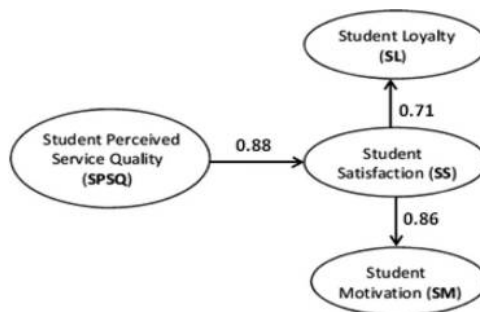 Student Loyalty
(SL)
0.71
Student Perceived
Service Quality
(SPSQ)
0.88
Student
Satisfaction (SS)
0.86
Student
Motivation (SM)